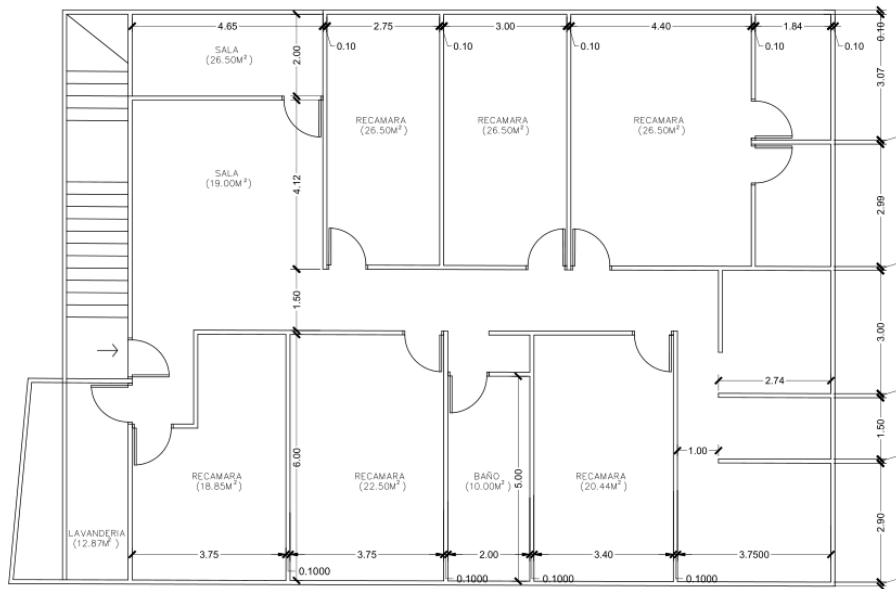 4.65
2.75
3.00
4.40
1.84
0.10
0.10
0.10
0.10
0.10
0.10
SALA
(26.50M²)
2.00
3.07
RECAMARA
(26.50M²)
RECAMARA
(26.50M²)
RECAMARA
(26.50M²)
SALA
(19.00M²)
4.12
2.99
1.50
3.00
2.74
1.50
1.00
RECAMARA
(18.85M²)
6.00
RECAMARA
(22.50M²)
BAÑO
(10.00M²)
5.00
RECAMARA
(20.44M²)
2.90
LAVANDERIA
(12.87M²)
3.75
3.75
2.00
3.40
3.7500
0.1000
0.1000
0.1000
0.1000